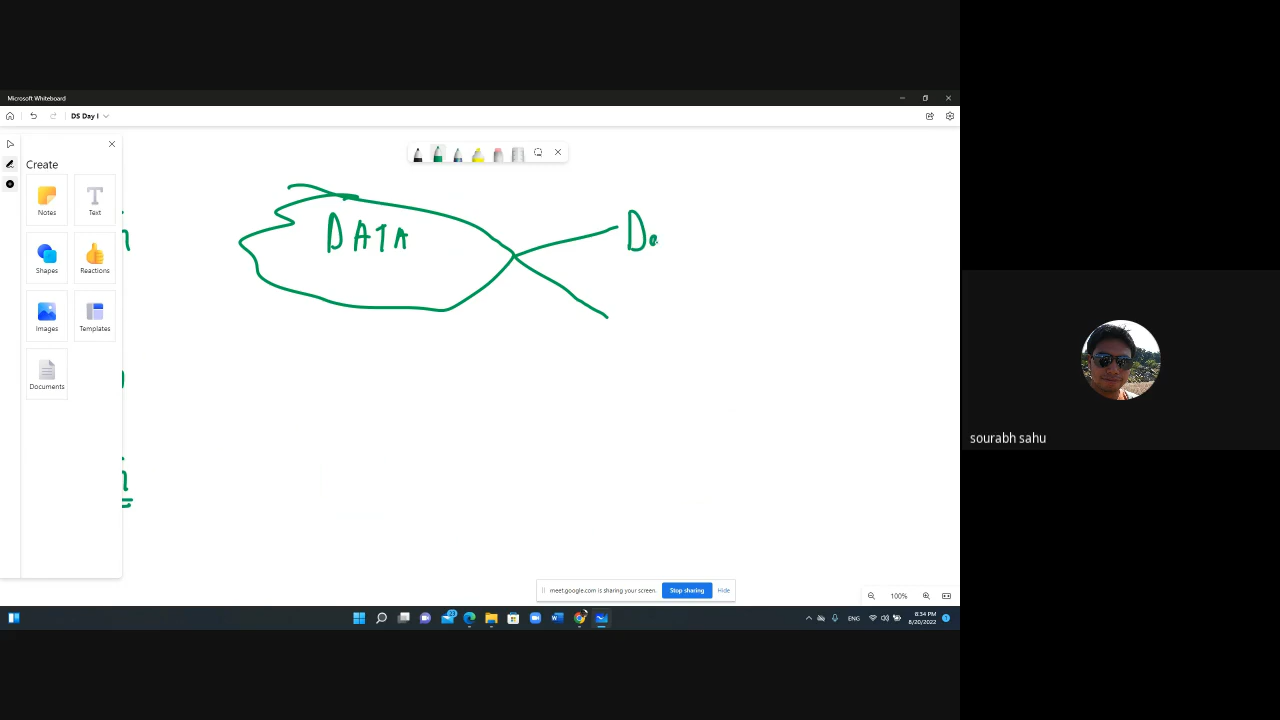 Microsoft Whiteboard
DS Day I
Create
Notes
Text
Shapes
Reactions
Images
Templates
Documents
DATA
Da
sourabh sahu
meet.google.com is sharing your screen.
Stop sharing
Hide
100%
23
ENG
8:34 PM
8/20/2022